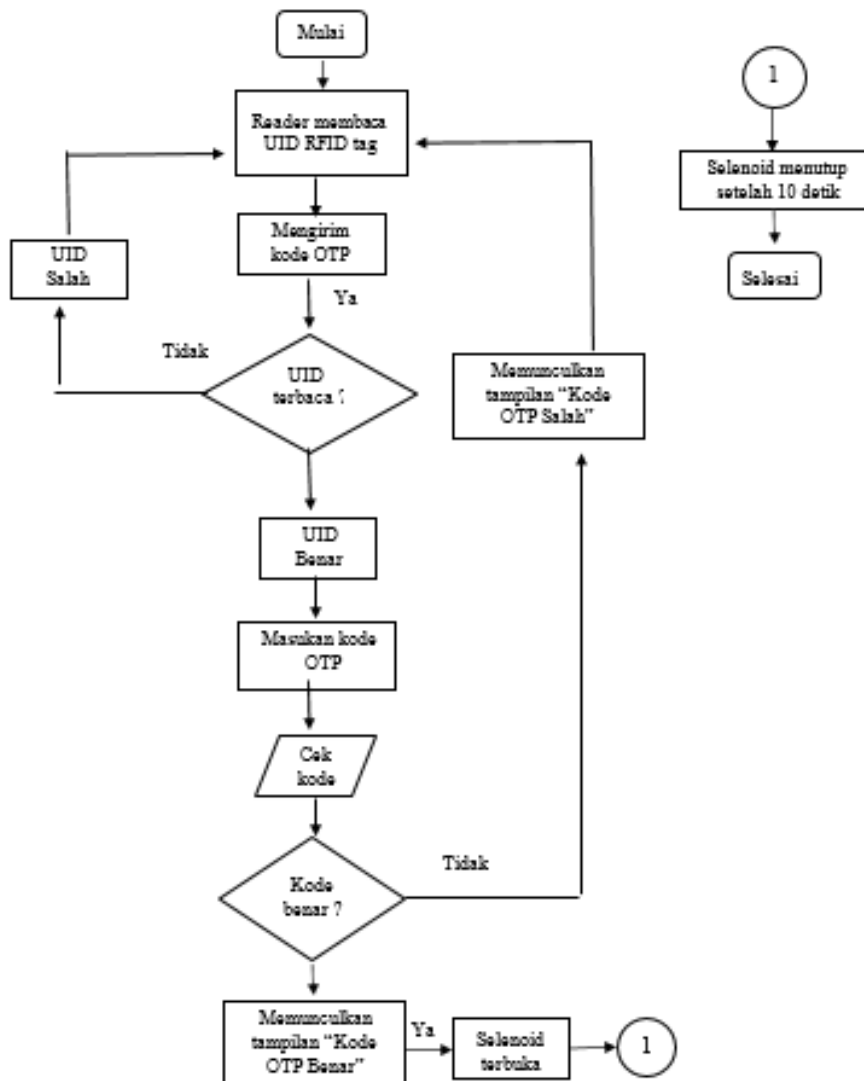 Mulai
Reader membaca
UID RFID tag
Mengirim
kode OTP
Ya
UID
Salah
Tidak
UID
terbaca ?
UID
Benar
Masukan kode
OTP
Cek
kode
Kode
benar ?
Tidak
Memunculkan
tampilan “Kode
OTP Salah”
Memunculkan
tampilan “Kode
OTP Benar”
Ya
Selenoid
terbuka
1
1
Selenoid menutup
setelah 10 detik
Selesai